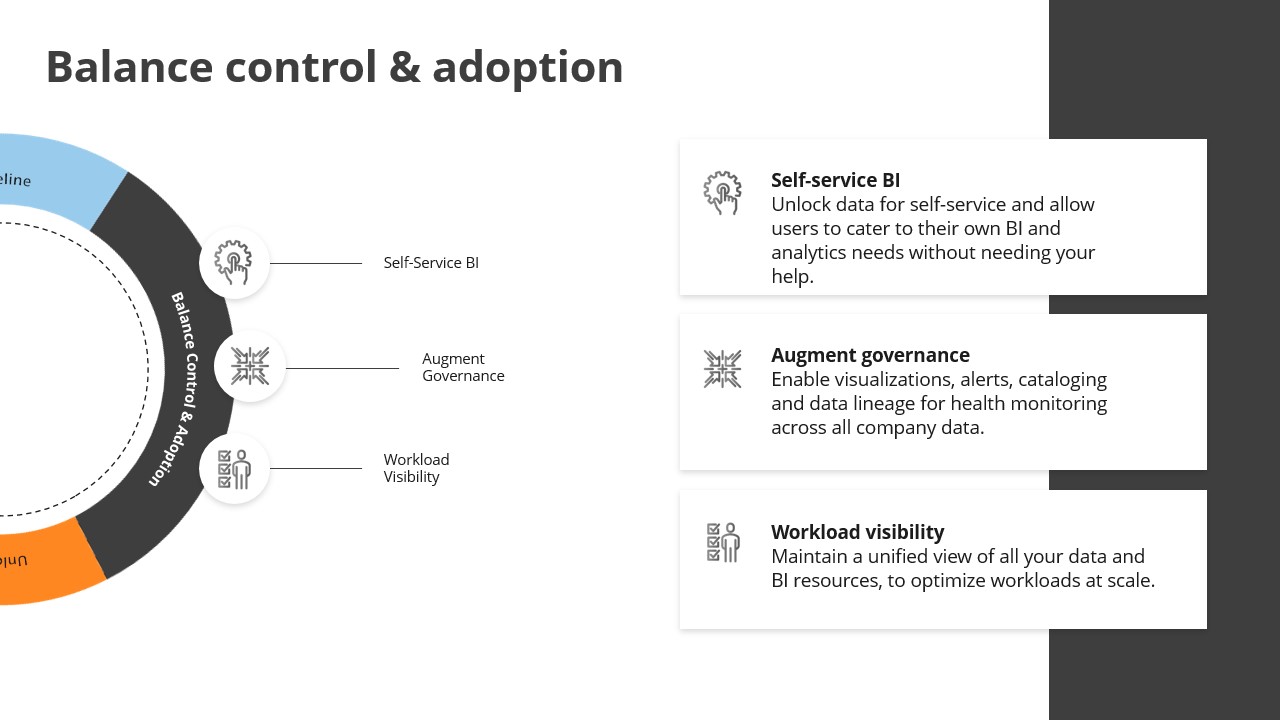 Balance control & adoption
eline
Balance Control & Adoption
Self-Service BI
Augment
Governance
Workload
Visibility
Self-service BI
Unlock data for self-service and allow
users to cater to their own BI and
analytics needs without needing your
help.
Augment governance
Enable visualizations, alerts, cataloging
and data lineage for health monitoring
across all company data.
Workload visibility
Maintain a unified view of all your data and
BI resources, to optimize workloads at scale.